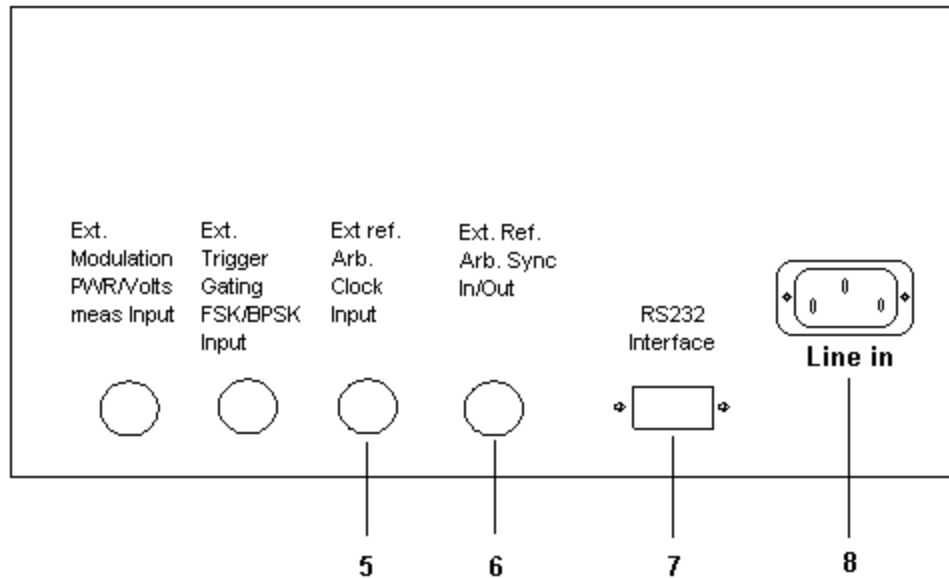 Ext.
Modulation
PWR/Volts
meas Input
Ext.
Trigger
Gating
FSK/BPSK
Input
Ext ref.
Arb.
Clock
Input
Ext. Ref.
Arb. Sync
In/Out
RS232
Interface
Line in
5
6
7
8